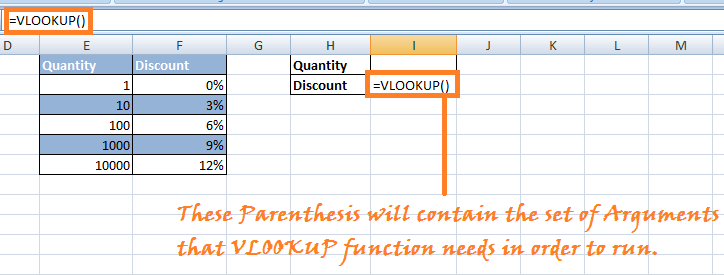 =VLOOKUP()
D E F G H I J K L M
Quantity Discount Quantity
1 0% Discount =VLOOKUP()
10 3%
100 6%
1000 9%
10000 12%
These Parenthesis will contain the set of Arguments
that VLOOKUP function needs in order to run.